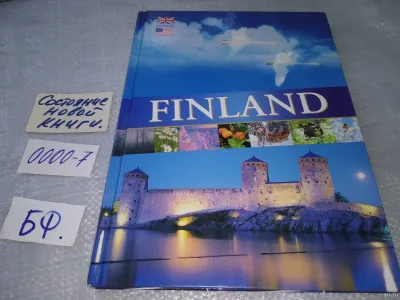 Состояние
новой
книги.
0000-7
БФ.
FINLAND